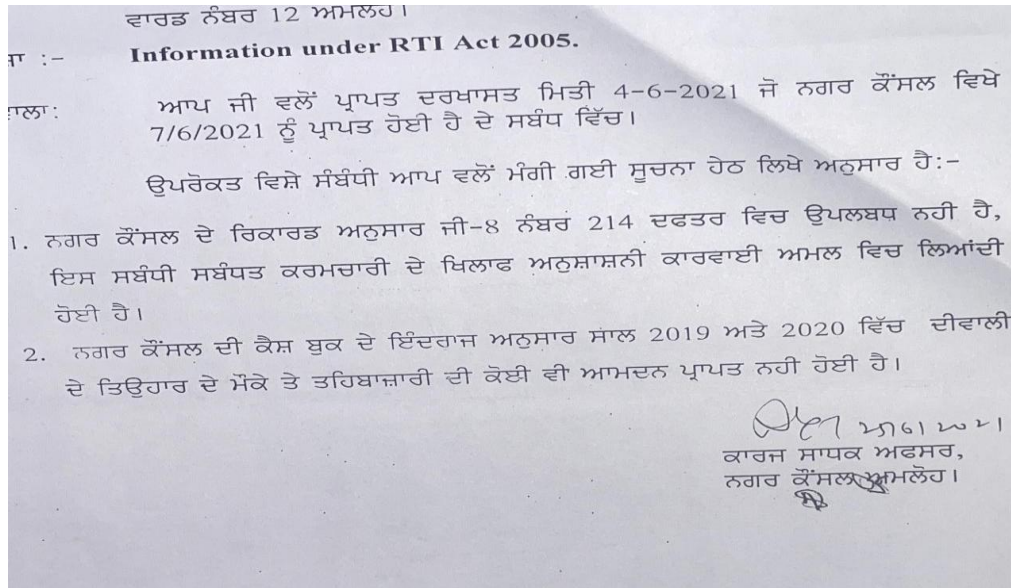 ਵਾਰਡ ਨੰਬਰ 12 ਅਮਲੋਹ।
:- Information under RTI Act 2005.
ਆਪ ਜੀ ਵਲੋਂ ਪ੍ਰਾਪਤ ਦਰਖਾਸਤ ਮਿਤੀ 4-6-2021 ਜੋ ਨਗਰ ਕੌਂਸਲ ਵਿਖੇ
7/6/2021 ਨੂੰ ਪ੍ਰਾਪਤ ਹੋਈ ਹੈ ਦੇ ਸਬੰਧ ਵਿੱਚ।
ਉਪਰੋਕਤ ਵਿਸ਼ੇ ਸੰਬੰਧੀ ਆਪ ਵਲੋਂ ਮੰਗੀ ਗਈ ਸੂਚਨਾ ਹੇਠ ਲਿਖੇ ਅਨੁਸਾਰ ਹੈ:-
1. ਨਗਰ ਕੌਂਸਲ ਦੇ ਰਿਕਾਰਡ ਅਨੁਸਾਰ ਜੀ-8 ਨੰਬਰ 214 ਦਫਤਰ ਵਿਚ ਉਪਲਬਧ ਨਹੀ ਹੈ,
ਇਸ ਸਬੰਧੀ ਸਬੰਧਤ ਕਰਮਚਾਰੀ ਦੇ ਖਿਲਾਫ ਅਨੁਸ਼ਾਸ਼ਨੀ ਕਾਰਵਾਈ ਅਮਲ ਵਿਚ ਲਿਆਂਦੀ
ਹੋਈ ਹੈ।
2. ਨਗਰ ਕੌਂਸਲ ਦੀ ਕੈਸ਼ ਬੁਕ ਦੇ ਇੰਦਰਾਜ ਅਨੁਸਾਰ ਸਾਲ 2019 ਅਤੇ 2020 ਵਿੱਚ ਦੀਵਾਲੀ
ਦੇ ਤਿਉਹਾਰ ਦੇ ਮੌਕੇ ਤੇ ਤਹਿਬਾਜ਼ਾਰੀ ਦੀ ਕੋਈ ਵੀ ਆਮਦਨ ਪ੍ਰਾਪਤ ਨਹੀ ਹੋਈ ਹੈ।
ਕਾਰਜ ਸਾਧਕ ਅਫਸਰ,
ਨਗਰ ਕੌਂਸਲ ਅਮਲੋਹ।